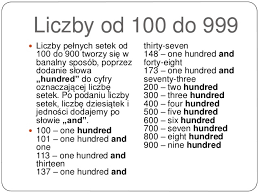 Liczby od 100 do 999
• Liczby pełnych setek od
100 do 900 tworzy się w
banalny sposób, poprzez
dodanie słowa
„hundred” do cyfry
oznaczającej liczbę
setek. Po podaniu liczby
setek, liczbę dziesiątek i
jedności dodajemy po
słowie „and”.
• 100 – one hundred
101 – one hundred and
one
113 - one hundred and
thirteen
137 – one hundred and
thirty-seven
148 – one hundred and
forty-eight
173 – one hundred and
seventy-three
200 – two hundred
300 – three hundred
400 – four hundred
500 – five hundred
600 – six hundred
700 – seven hundred
800 – eight hundred
900 – nine hundred